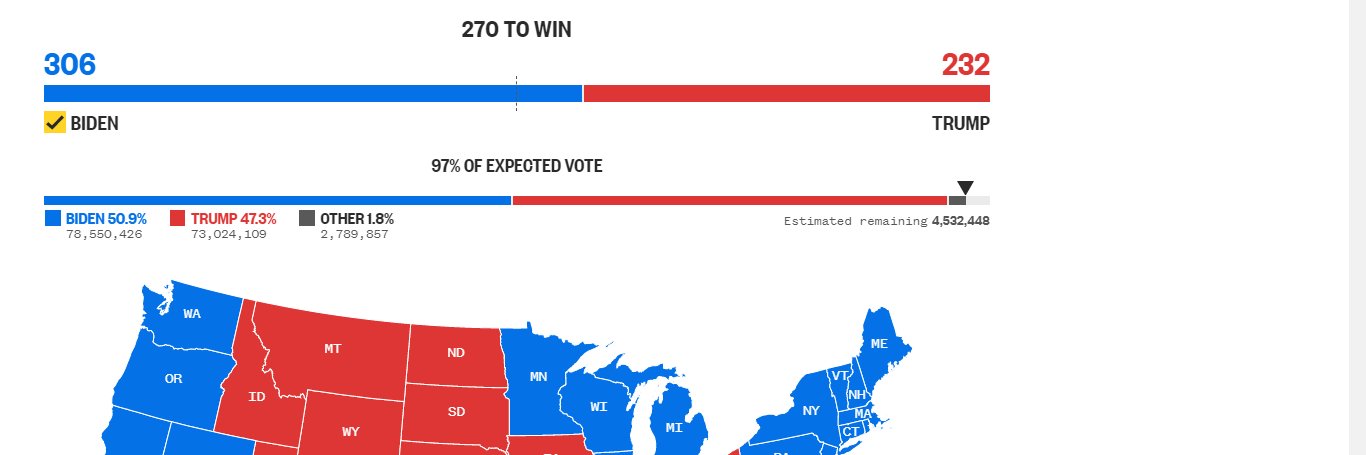 270 TO WIN
306 232
BIDEN TRUMP
97% OF EXPECTED VOTE
BIDEN 50.9% TRUMP 47.3% OTHER 1.8%
78,550,426 73,024,109 2,789,857
Estimated remaining 4,532,448
WA
MT
ND
ME
OR
MN
VT
ID
NH
SD
WI
NY
MA
WY
MI
CT